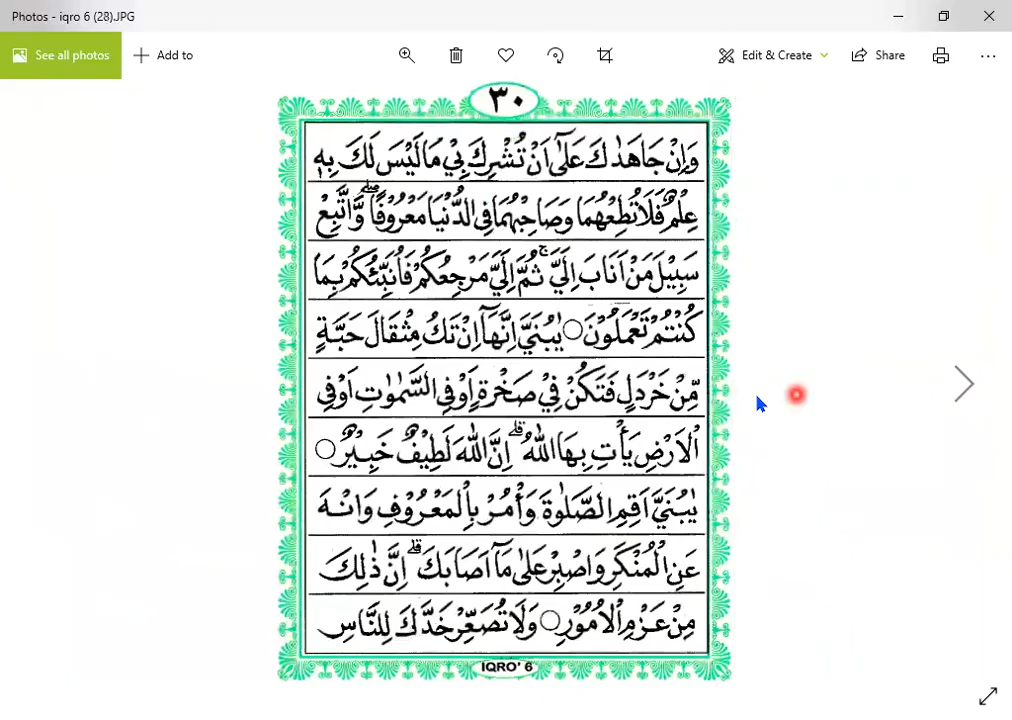 Photos - iqro 6 (28).JPG
See all photos
Add to
Edit & Create
Share
٣٠
وَاِنْ جَاهَدٰكَ عَلٰٓى اَنْ تُشْرِكَ بِيْ مَا لَيْسَ لَكَ بِهٖ
عِلْمٌ فَلَا تُطِعْهُمَا وَصَاحِبْهُمَا فِى الدُّنْيَا مَعْرُوْفًا ۖ وَّاتَّبِعْ
سَبِيْلَ مَنْ اَنَابَ اِلَيَّ ۚ ثُمَّ اِلَيَّ مَرْجِعُكُمْ فَاُنَبِّئُكُمْ بِمَا
كُنْتُمْ تَعْمَلُوْنَ ○ يٰبُنَيَّ اِنَّهَآ اِنْ تَكُ مِثْقَالَ حَبَّةٍ
مِّنْ خَرْدَلٍ فَتَكُنْ فِيْ صَخْرَةٍ اَوْ فِى السَّمٰوٰتِ اَوْ فِى
الْاَرْضِ يَأْتِ بِهَا اللّٰهُ ۗ اِنَّ اللّٰهَ لَطِيْفٌ خَبِيْرٌ ○
يٰبُنَيَّ اَقِمِ الصَّلٰوةَ وَأْمُرْ بِالْمَعْرُوْفِ وَانْهَ
عَنِ الْمُنْكَرِ وَاصْبِرْ عَلٰى مَآ اَصَابَكَ ۗ اِنَّ ذٰلِكَ
مِنْ عَزْمِ الْاُمُوْرِ ○ وَلَا تُصَعِّرْ خَدَّكَ لِلنَّاسِ
IQRO' 6